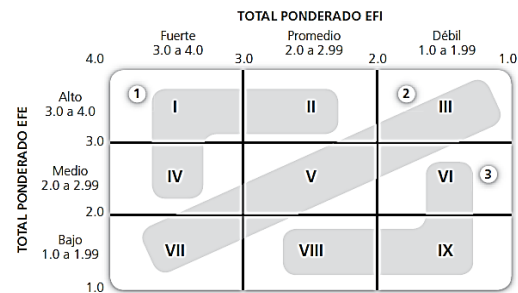 TOTAL PONDERADO EFI
Fuerte Promedio Débil
3.0 a 4.0 2.0 a 2.99 1.0 a 1.99
4.0 3.0 2.0 1.0
1 I II 2 III
Alto
3.0 a 4.0
3.0
TOTAL PONDERADO EFE
Medio
2.0 a 2.99
IV V VI 3
2.0
Bajo
1.0 a 1.99
VII VIII IX
1.0